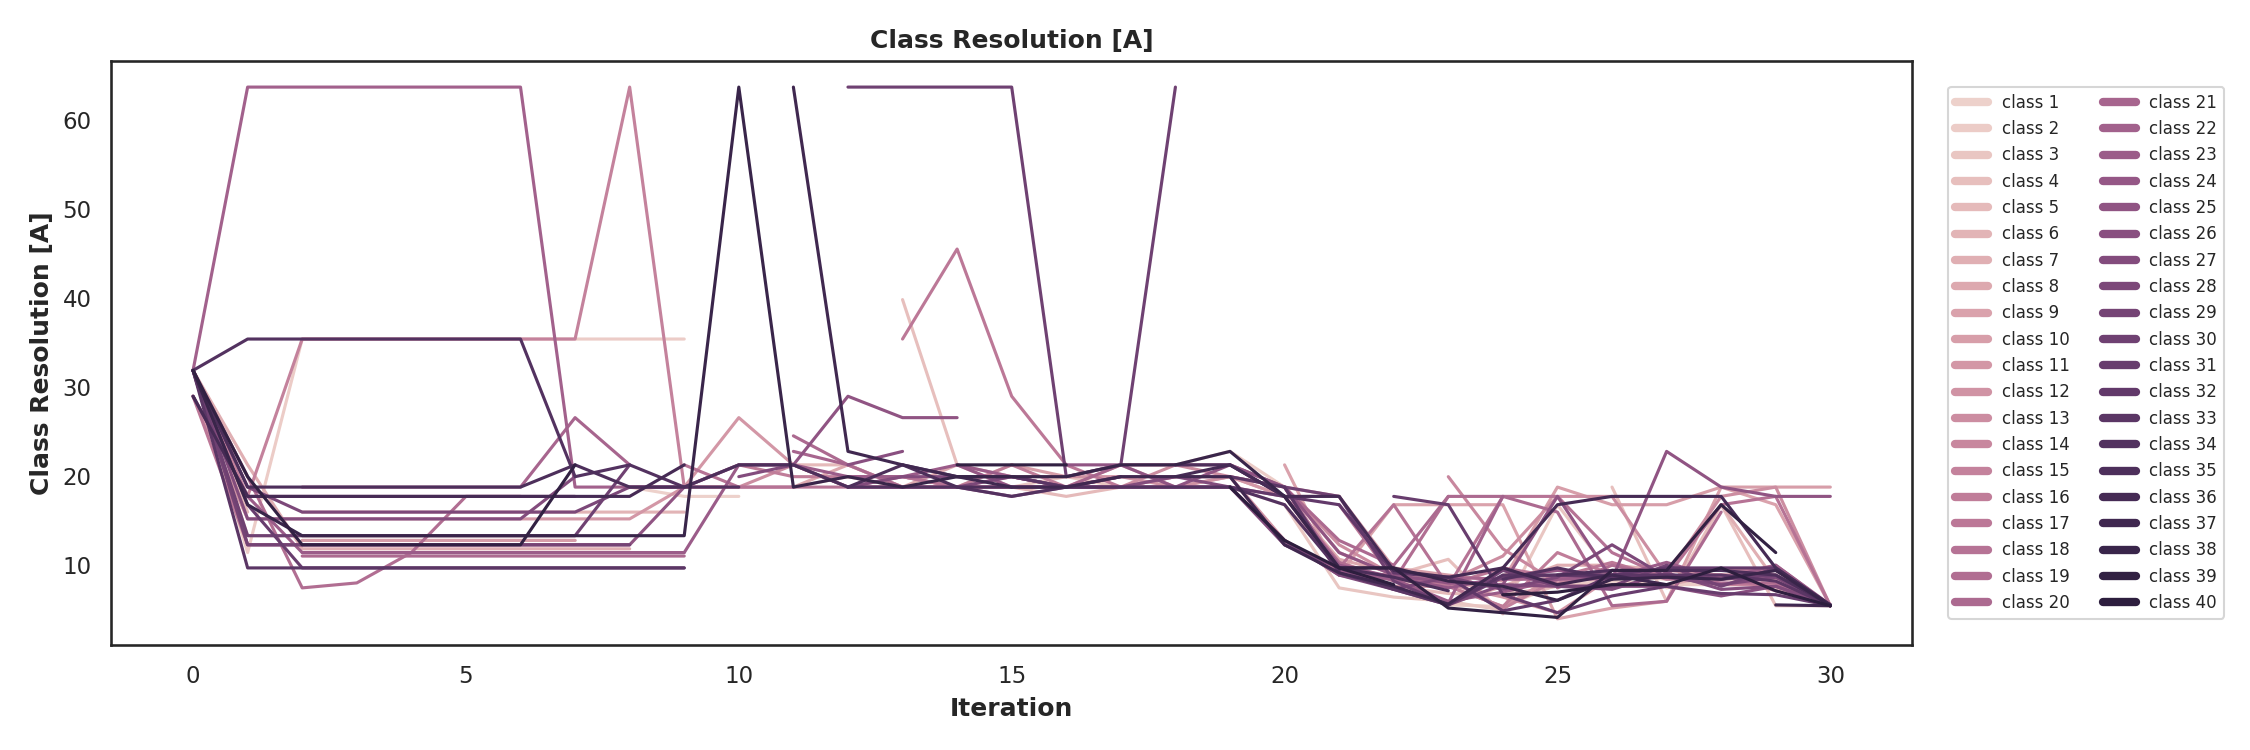 Class Resolution [A]
Class Resolution [A]
60
50
40
30
20
10
0
5
10
15
20
25
30
Iteration
class 1
class 2
class 3
class 4
class 5
class 6
class 7
class 8
class 9
class 10
class 11
class 12
class 13
class 14
class 15
class 16
class 17
class 18
class 19
class 20
class 21
class 22
class 23
class 24
class 25
class 26
class 27
class 28
class 29
class 30
class 31
class 32
class 33
class 34
class 35
class 36
class 37
class 38
class 39
class 40